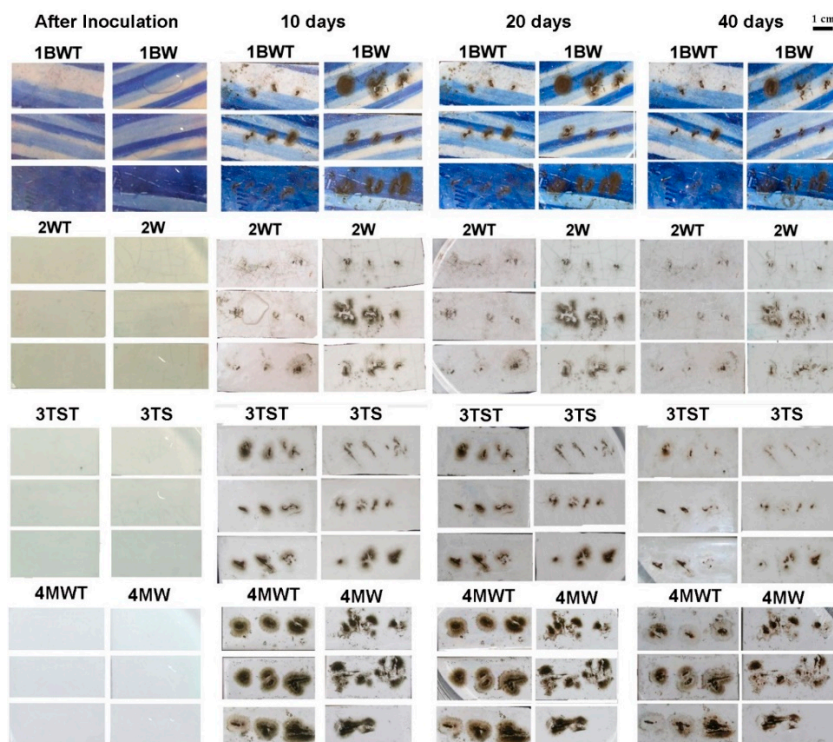 After Inoculation 10 days 20 days 40 days 1 cm
1BWT 1BW 1BWT 1BW 1BWT 1BW 1BWT 1BW
2WT 2W 2WT 2W 2WT 2W 2WT 2W
3TST 3TS 3TST 3TS 3TST 3TS 3TST 3TS
4MWT 4MW 4MWT 4MW 4MWT 4MW 4MWT 4MW